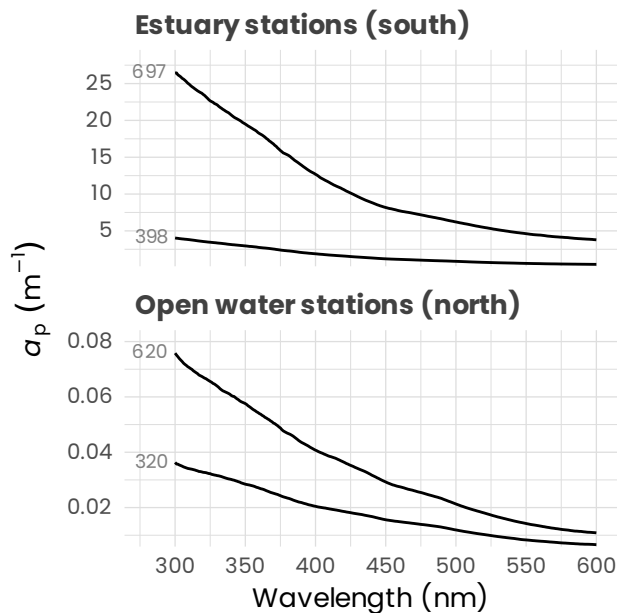 Estuary stations (south)
697
25
20
15
10
398
5
aₚ (m⁻¹)
Open water stations (north)
0.08
620
0.06
0.04
320
0.02
300 350 400 450 500 550 600
Wavelength (nm)